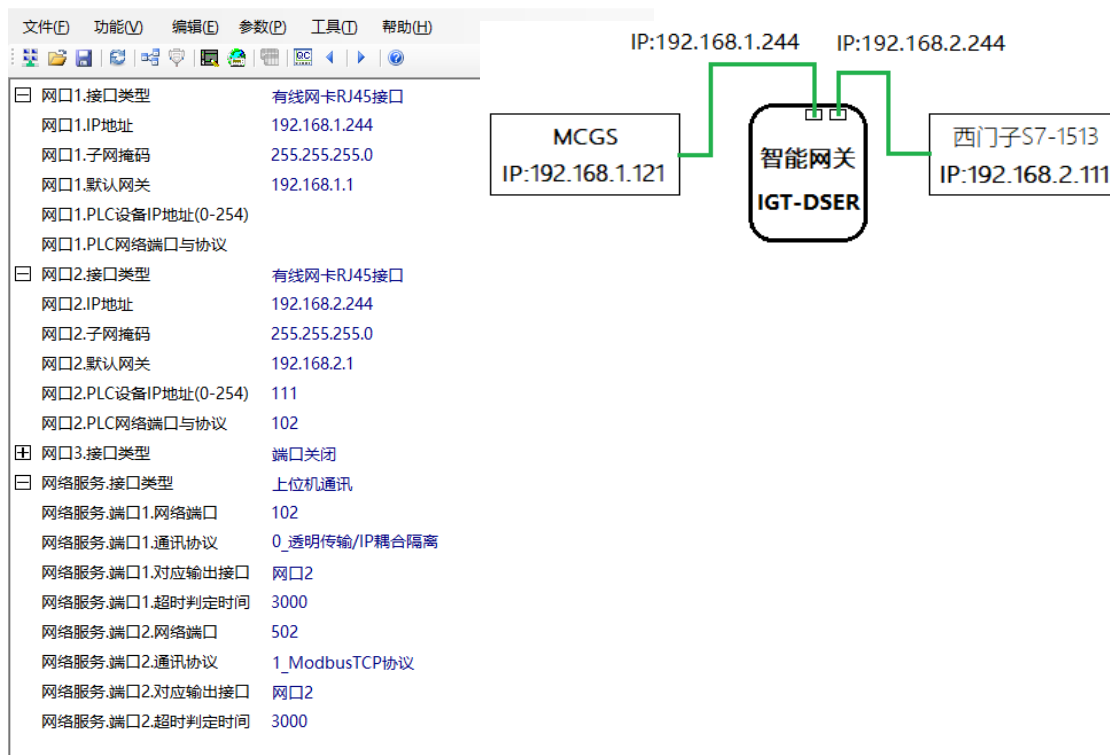 文件(F) 功能(V) 编辑(E) 参数(P) 工具(T) 帮助(H)
网口1.接口类型 有线网卡RJ45接口
网口1.IP地址 192.168.1.244
网口1.子网掩码 255.255.255.0
网口1.默认网关 192.168.1.1
网口1.PLC设备IP地址(0-254)
网口1.PLC网络端口与协议
网口2.接口类型 有线网卡RJ45接口
网口2.IP地址 192.168.2.244
网口2.子网掩码 255.255.255.0
网口2.默认网关 192.168.2.1
网口2.PLC设备IP地址(0-254) 111
网口2.PLC网络端口与协议 102
网口3.接口类型 端口关闭
网络服务.接口类型 上位机通讯
网络服务.端口1.网络端口 102
网络服务.端口1.通讯协议 0_透明传输/IP耦合隔离
网络服务.端口1.对应输出接口 网口2
网络服务.端口1.超时判定时间 3000
网络服务.端口2.网络端口 502
网络服务.端口2.通讯协议 1_ModbusTCP协议
网络服务.端口2.对应输出接口 网口2
网络服务.端口2.超时判定时间 3000
IP:192.168.1.244 IP:192.168.2.244
MCGS
IP:192.168.1.121
智能网关
IGT-DSER
西门子S7-1513
IP:192.168.2.111